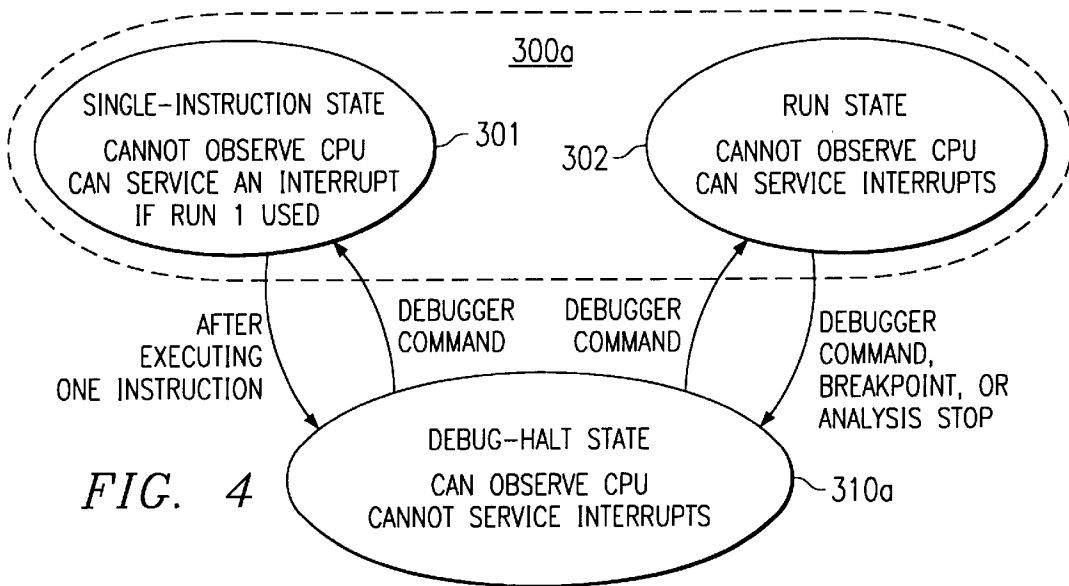 300a
SINGLE-INSTRUCTION STATE
CANNOT OBSERVE CPU
CAN SERVICE AN INTERRUPT
IF RUN 1 USED
301
302
RUN STATE
CANNOT OBSERVE CPU
CAN SERVICE INTERRUPTS
AFTER
EXECUTING
ONE INSTRUCTION
DEBUGGER
COMMAND
DEBUGGER
COMMAND
DEBUGGER
COMMAND,
BREAKPOINT, OR
ANALYSIS STOP
DEBUG-HALT STATE
CAN OBSERVE CPU
CANNOT SERVICE INTERRUPTS
310a
FIG. 4